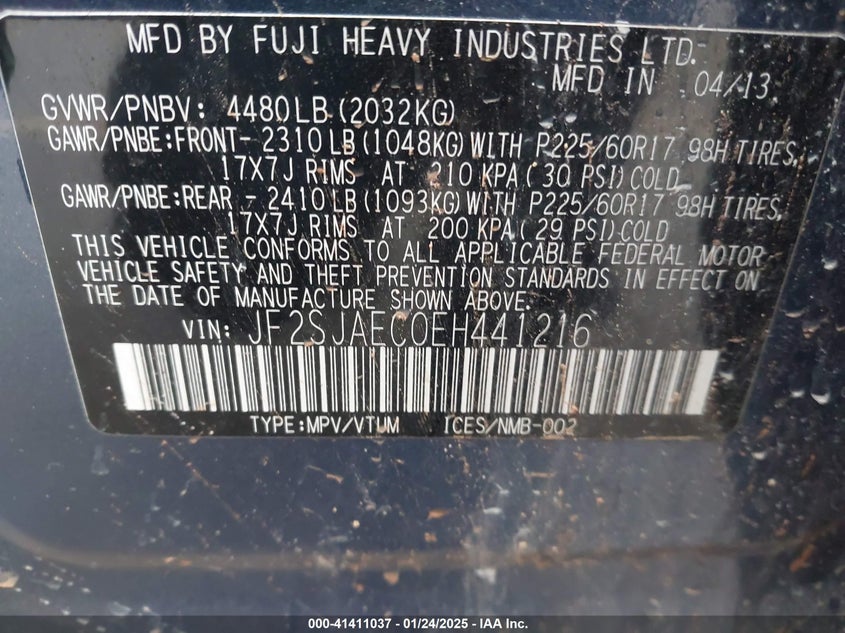 MFD BY FUJI HEAVY INDUSTRIES LTD.
MFD IN 04/13
GVWR/PNBV: 4480LB (2032KG)
GAWR/PNBE:FRONT- 2310LB (1048KG) WITH P225/60R17 98H TIRES,
17X7J RIMS AT 210 KPA (30 PSI) COLD
GAWR/PNBE:REAR - 2410LB (1093KG) WITH P225/60R17 98H TIRES,
17X7J RIMS AT 200 KPA (29 PSI) COLD
THIS VEHICLE CONFORMS TO ALL APPLICABLE FEDERAL MOTOR
VEHICLE SAFETY AND THEFT PREVENTION STANDARDS IN EFFECT ON
THE DATE OF MANUFACTURE SHOWN ABOVE.
VIN: JF2SJAEC0EH441216
TYPE:MPV/VTUM ICES/NMB-002
000-41411037 - 01/24/2025 - IAA Inc.